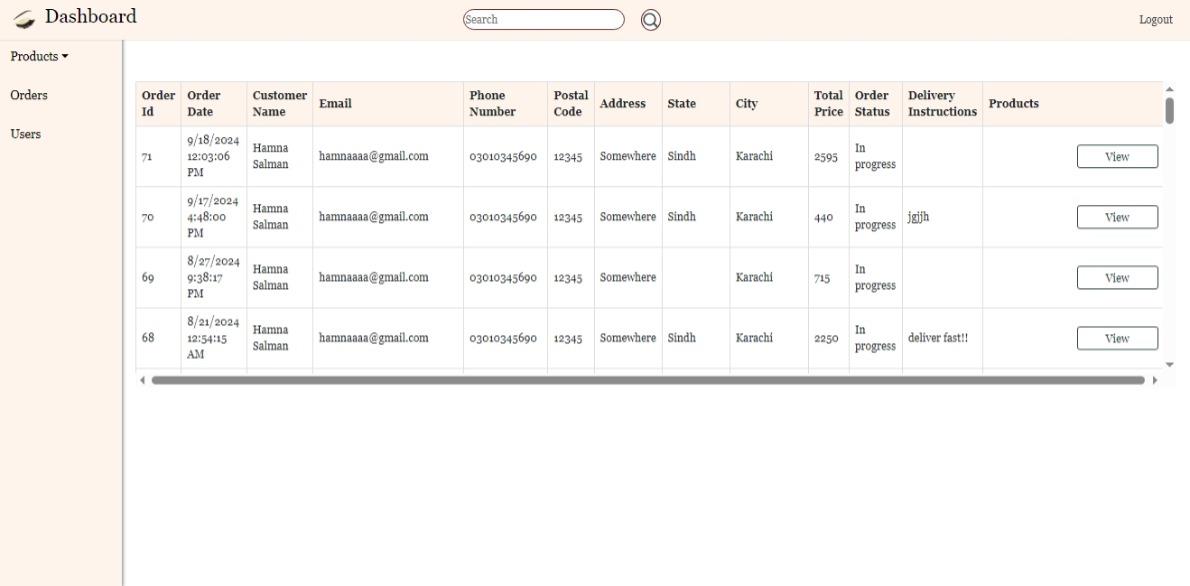 Dashboard
Search
Logout
Products
Orders
Users
Order Id Order Date Customer Name Email Phone Number Postal Code Address State City Total Price Order Status Delivery Instructions Products
71 9/18/2024 12:03:06 PM Hamna Salman hamnaaaa@gmail.com 03010345690 12345 Somewhere Sindh Karachi 2595 In progress View
70 9/17/2024 4:48:00 PM Hamna Salman hamnaaaa@gmail.com 03010345690 12345 Somewhere Sindh Karachi 440 In progress jgjjh View
69 8/27/2024 9:38:17 PM Hamna Salman hamnaaaa@gmail.com 03010345690 12345 Somewhere Karachi 715 In progress View
68 8/21/2024 12:54:15 AM Hamna Salman hamnaaaa@gmail.com 03010345690 12345 Somewhere Sindh Karachi 2250 In progress deliver fast!! View